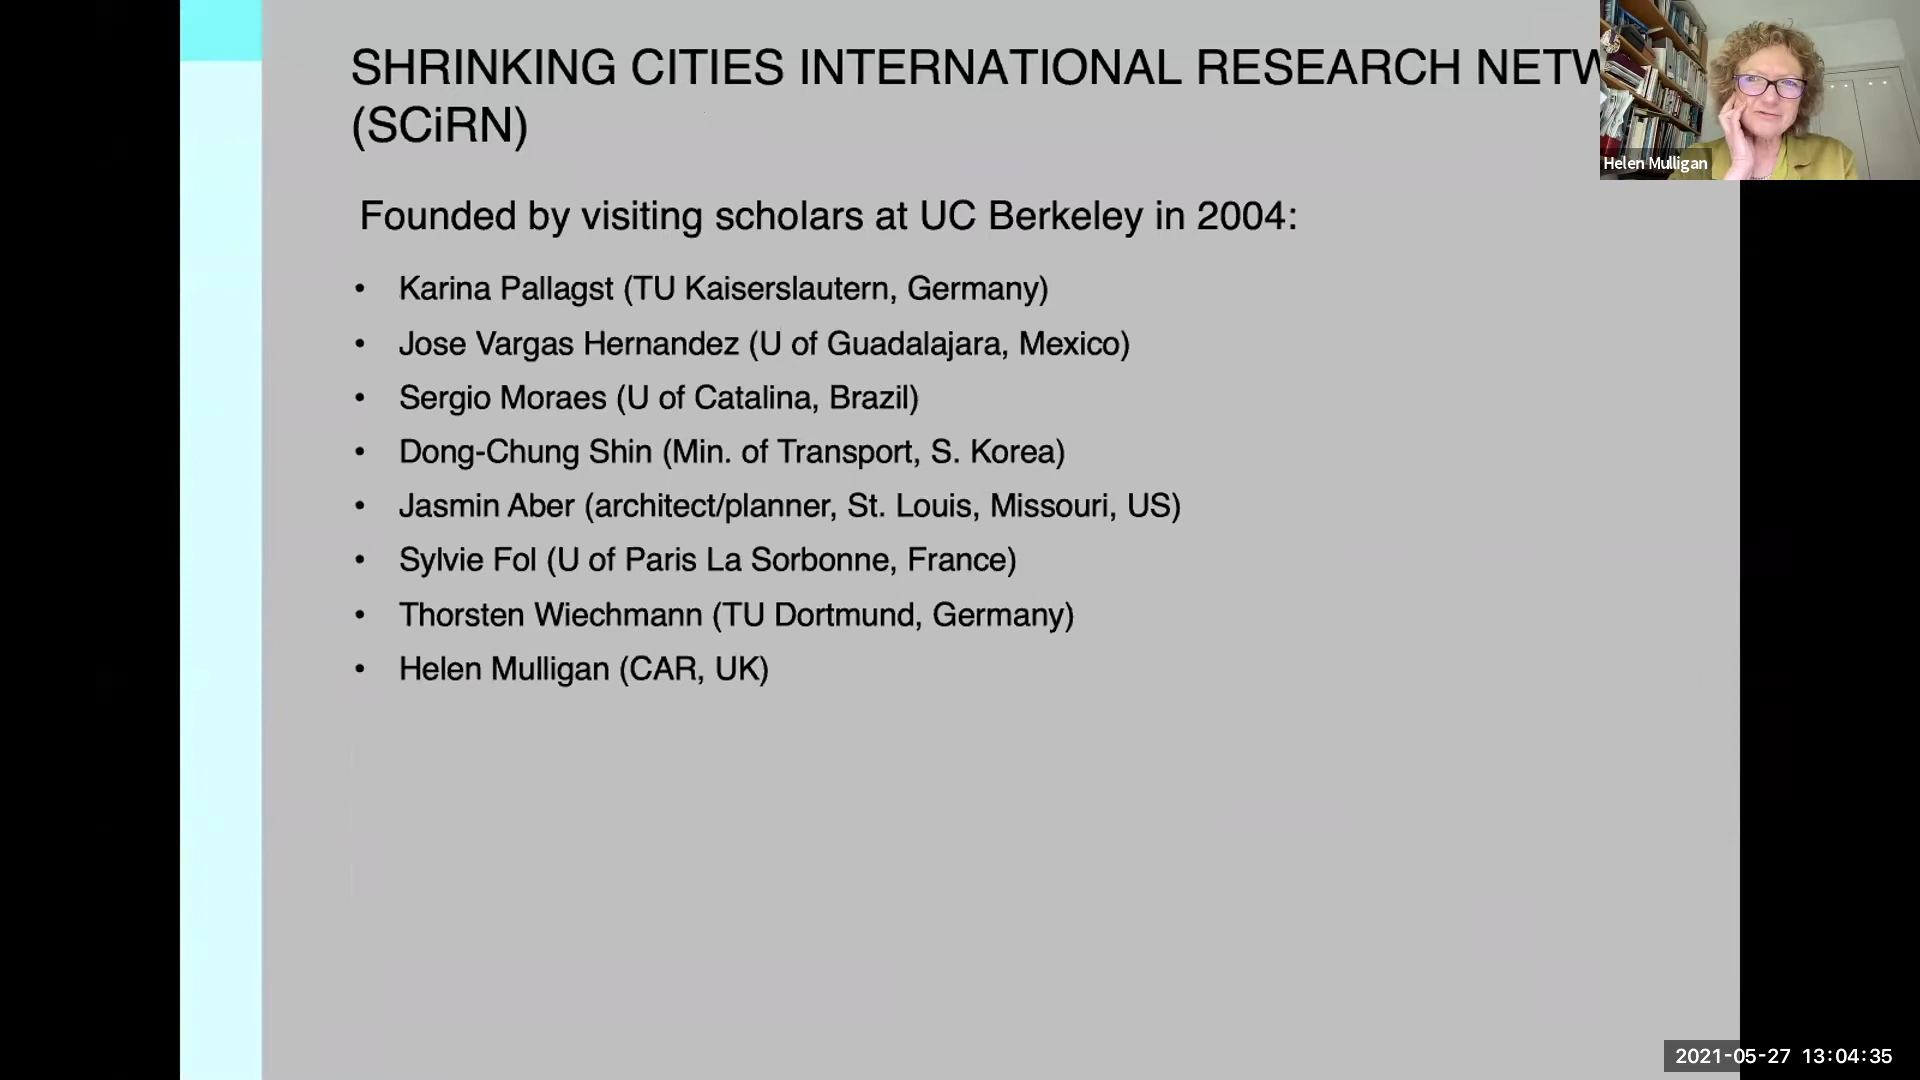 SHRINKING CITIES INTERNATIONAL RESEARCH NETW
(SCiRN)
Helen Mulligan
Founded by visiting scholars at UC Berkeley in 2004:
• Karina Pallagst (TU Kaiserslautern, Germany)
• Jose Vargas Hernandez (U of Guadalajara, Mexico)
• Sergio Moraes (U of Catalina, Brazil)
• Dong-Chung Shin (Min. of Transport, S. Korea)
• Jasmin Aber (architect/planner, St. Louis, Missouri, US)
• Sylvie Fol (U of Paris La Sorbonne, France)
• Thorsten Wiechmann (TU Dortmund, Germany)
• Helen Mulligan (CAR, UK)
2021-05-27 13:04:35